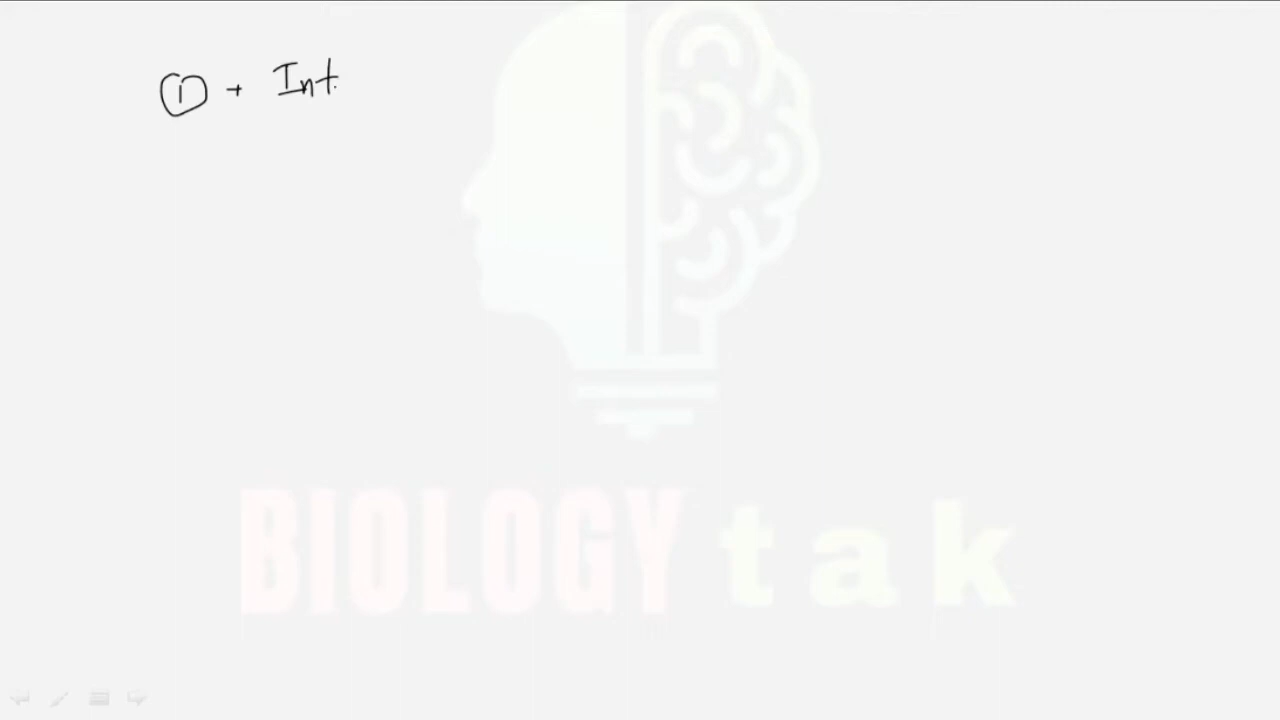 ① + Int.
BIOLOGY tak